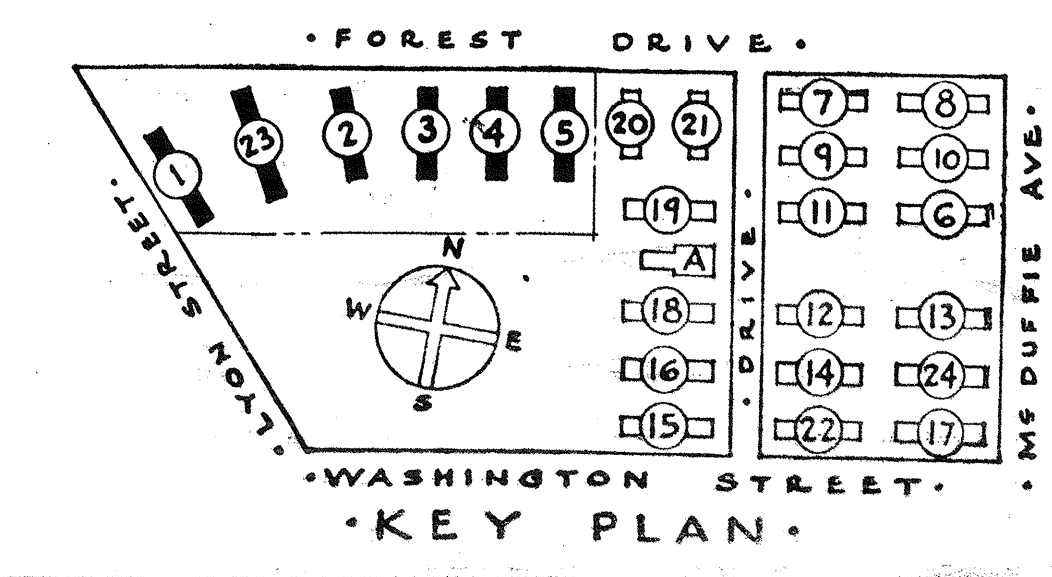 · FOREST DRIVE ·
7 8
1 23 2 3 4 5 20 21
9 10
19 11 6
· LYON STREET ·
N
W E
S
A
· DRIVE ·
· Mc DUFFIE AVE. ·
18 12 13
16 14 24
15 22 17
· WASHINGTON STREET ·
· KEY PLAN ·